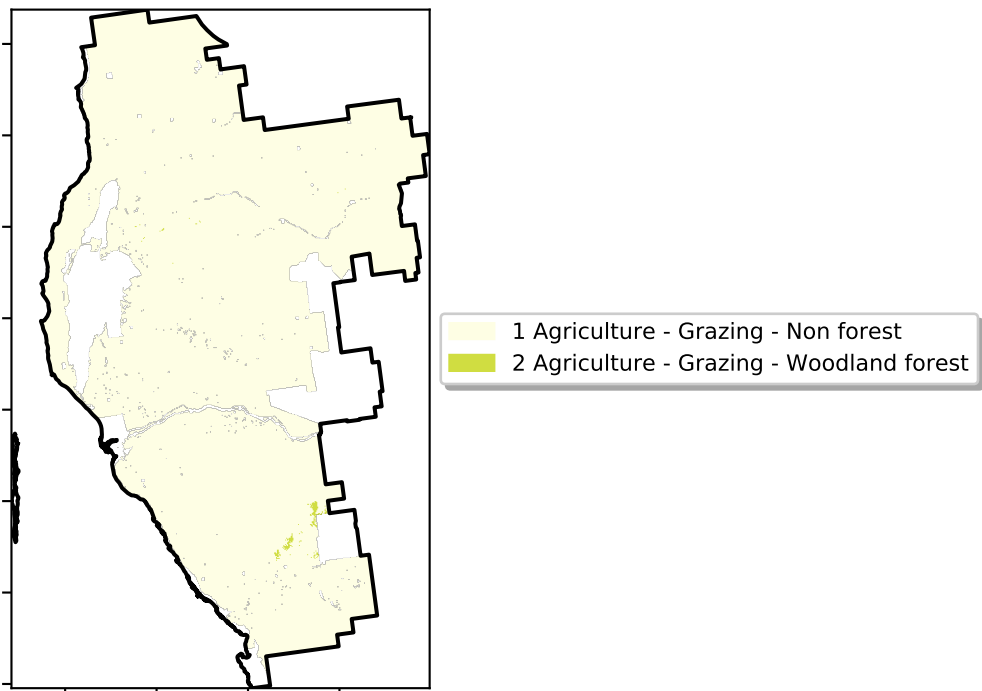 1 Agriculture - Grazing - Non forest
2 Agriculture - Grazing - Woodland forest